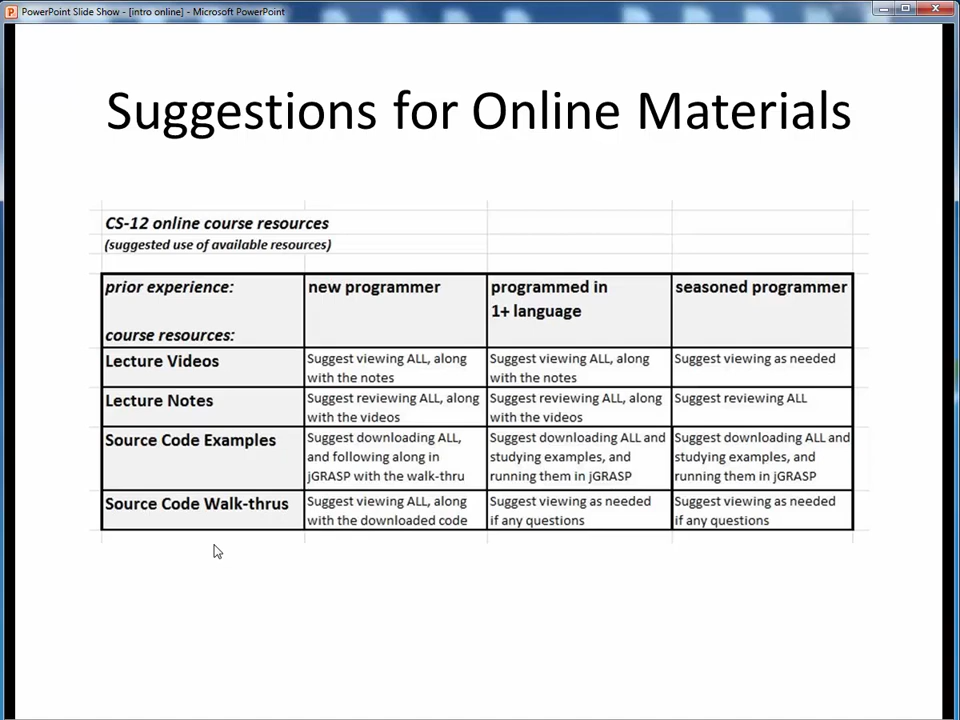 PowerPoint Slide Show - [intro online] - Microsoft PowerPoint
Suggestions for Online Materials
CS-12 online course resources
(suggested use of available resources)
prior experience:
course resources:
new programmer
programmed in
1+ language
seasoned programmer
Lecture Videos
Suggest viewing ALL, along
with the notes
Suggest viewing ALL, along
with the notes
Suggest viewing as needed
Lecture Notes
Suggest reviewing ALL, along
with the videos
Suggest reviewing ALL, along
with the videos
Suggest reviewing ALL
Source Code Examples
Suggest downloading ALL,
and following along in
jGRASP with the walk-thru
Suggest downloading ALL and
studying examples, and
running them in jGRASP
Suggest downloading ALL and
studying examples, and
running them in jGRASP
Source Code Walk-thrus
Suggest viewing ALL, along
with the downloaded code
Suggest viewing as needed
if any questions
Suggest viewing as needed
if any questions